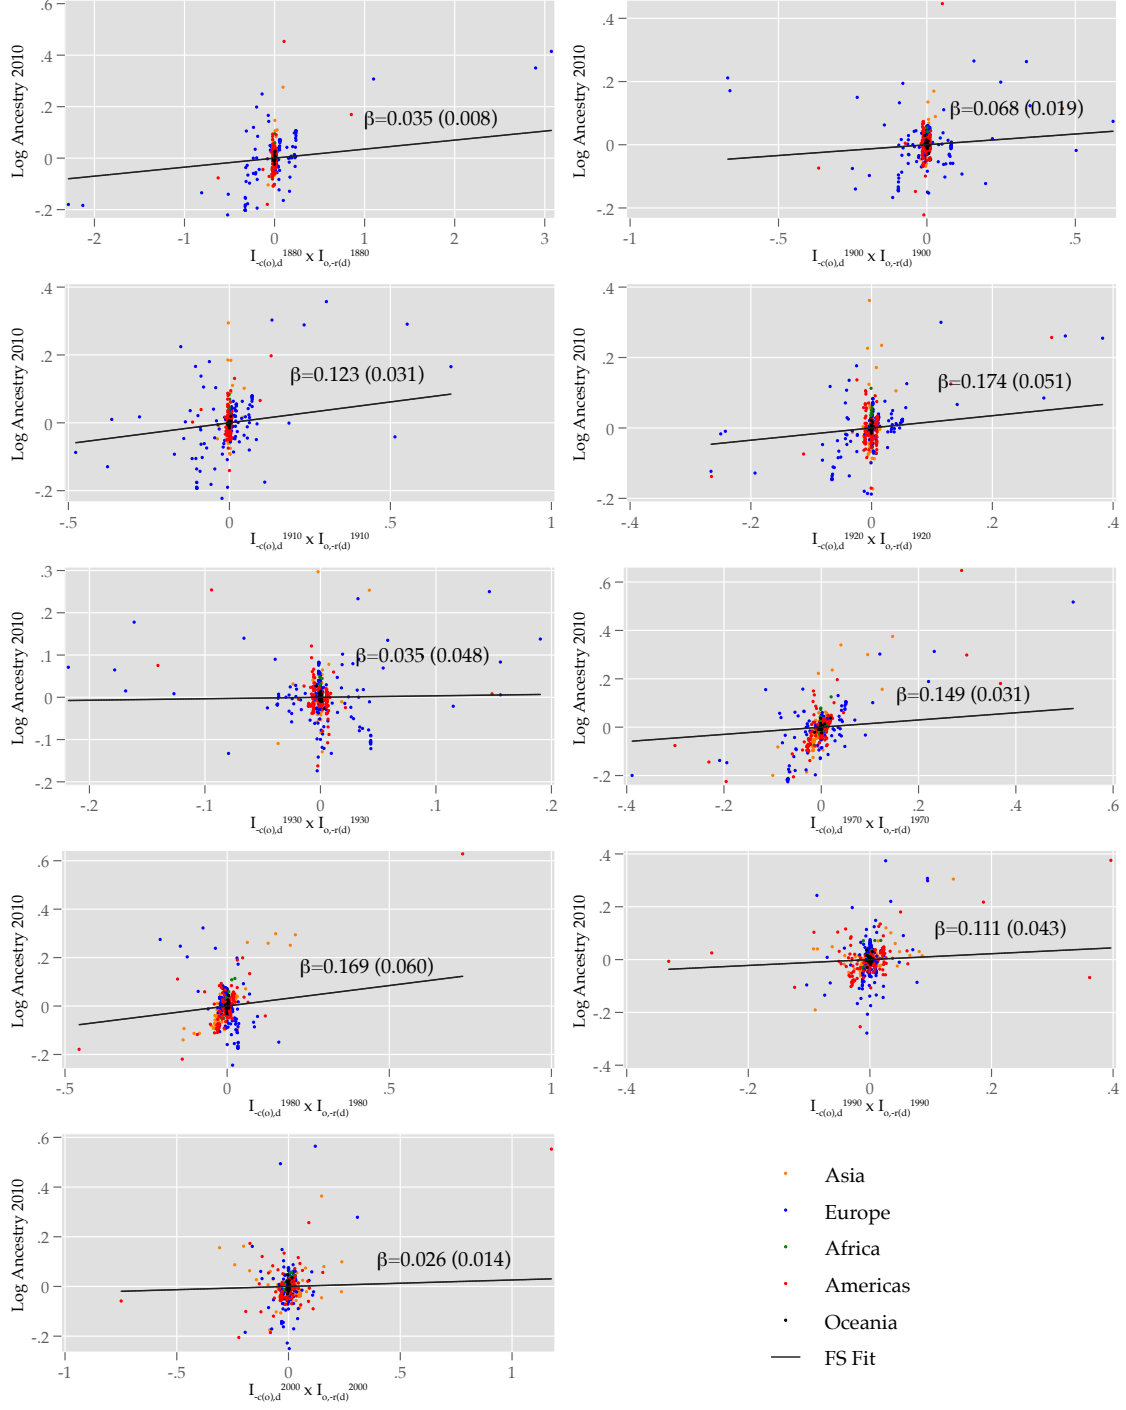 Log Ancestry 2010
.6
.4
.2
0
-.2
β=0.035 (0.008)
-2 -1 0 1 2 3
I-c(o),d1880 x Io,-r(d)1880
Log Ancestry 2010
.4
.2
0
-.2
β=0.068 (0.019)
-1 -.5 0 .5
I-c(o),d1900 x Io,-r(d)1900
Log Ancestry 2010
.4
.2
0
-.2
β=0.123 (0.031)
-.5 0 .5 1
I-c(o),d1910 x Io,-r(d)1910
Log Ancestry 2010
.4
.2
0
-.2
β=0.174 (0.051)
-.4 -.2 0 .2 .4
I-c(o),d1920 x Io,-r(d)1920
Log Ancestry 2010
.3
.2
.1
0
-.1
-.2
β=0.035 (0.048)
-.2 -.1 0 .1 .2
I-c(o),d1930 x Io,-r(d)1930
Log Ancestry 2010
.6
.4
.2
0
-.2
β=0.149 (0.031)
-.4 -.2 0 .2 .4 .6
I-c(o),d1970 x Io,-r(d)1970
Log Ancestry 2010
.6
.4
.2
0
-.2
β=0.169 (0.060)
-.5 0 .5 1
I-c(o),d1980 x Io,-r(d)1980
Log Ancestry 2010
.4
.2
0
-.2
-.4
β=0.111 (0.043)
-.4 -.2 0 .2 .4
I-c(o),d1990 x Io,-r(d)1990
Log Ancestry 2010
.6
.4
.2
0
-.2
β=0.026 (0.014)
-1 -.5 0 .5 1
I-c(o),d2000 x Io,-r(d)2000
Asia
Europe
Africa
Americas
Oceania
FS Fit